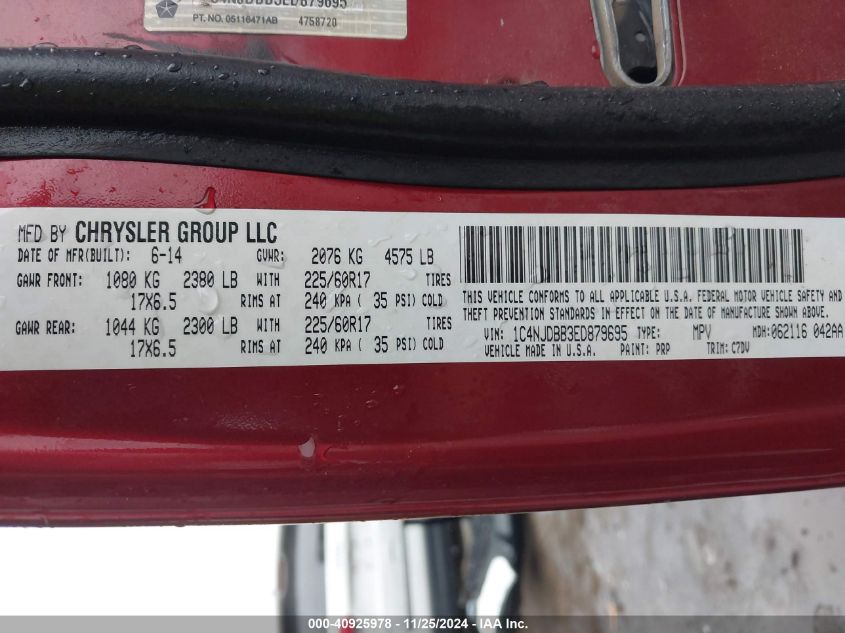 PT. NO. 05116471AB 4758720
MFD BY CHRYSLER GROUP LLC
DATE OF MFR(BUILT): 6-14 GVWR: 2076 KG 4575 LB
GAWR FRONT: 1080 KG 2380 LB WITH 225/60R17 TIRES
17X6.5 RIMS AT 240 KPA ( 35 PSI) COLD
GAWR REAR: 1044 KG 2300 LB WITH 225/60R17 TIRES
17X6.5 RIMS AT 240 KPA ( 35 PSI) COLD
THIS VEHICLE CONFORMS TO ALL APPLICABLE U.S.A. FEDERAL MOTOR VEHICLE SAFETY AND
THEFT PREVENTION STANDARDS IN EFFECT ON THE DATE OF MANUFACTURE SHOWN ABOVE.
VIN: 1C4NJDBB3ED879695 TYPE: MPV MDH: 062116 042AA
VEHICLE MADE IN U.S.A. PAINT: PRP TRIM: C7DV
000-40925978 - 11/25/2024 - IAA Inc.